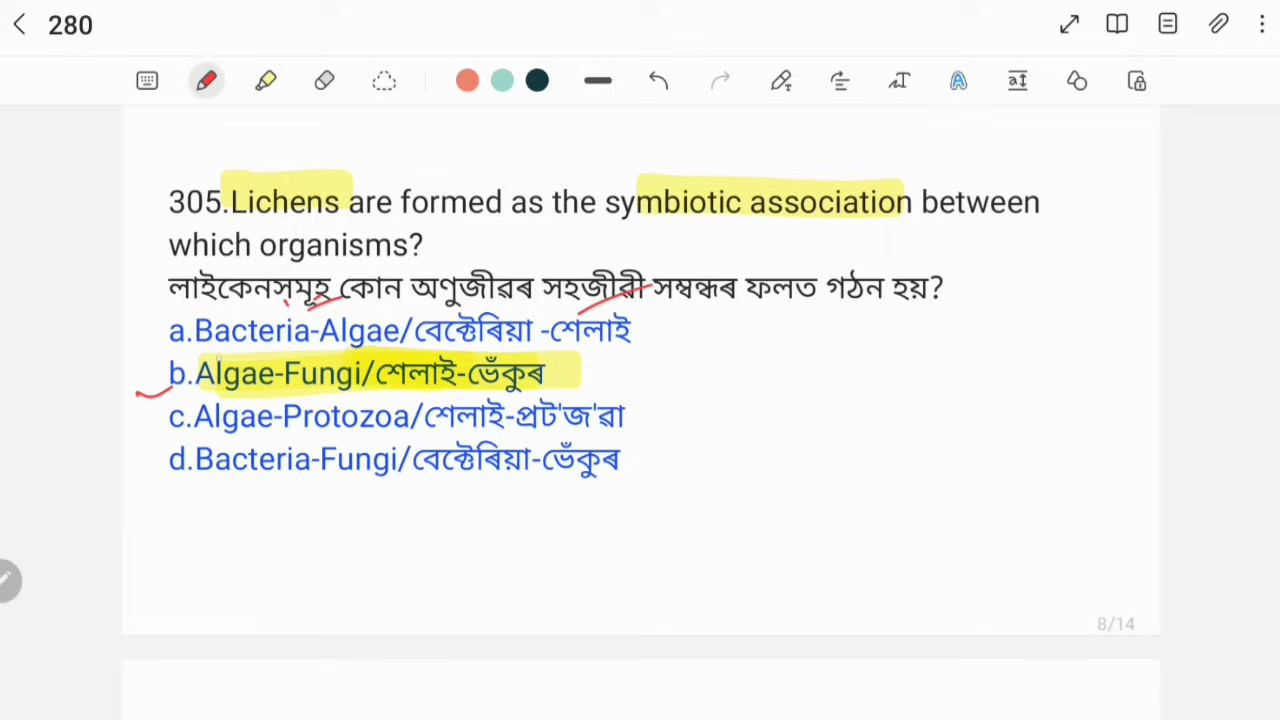 280
305.Lichens are formed as the symbiotic association between
which organisms?
লাইকেনসমূহ কোন অণুজীৱৰ সহজীৱী সম্বন্ধৰ ফলত গঠন হয়?
a.Bacteria-Algae/বেক্টেৰিয়া -শেলাই
b.Algae-Fungi/শেলাই-ভেঁকুৰ
c.Algae-Protozoa/শেলাই-প্ৰট'জ'ৱা
d.Bacteria-Fungi/বেক্টেৰিয়া-ভেঁকুৰ
8/14